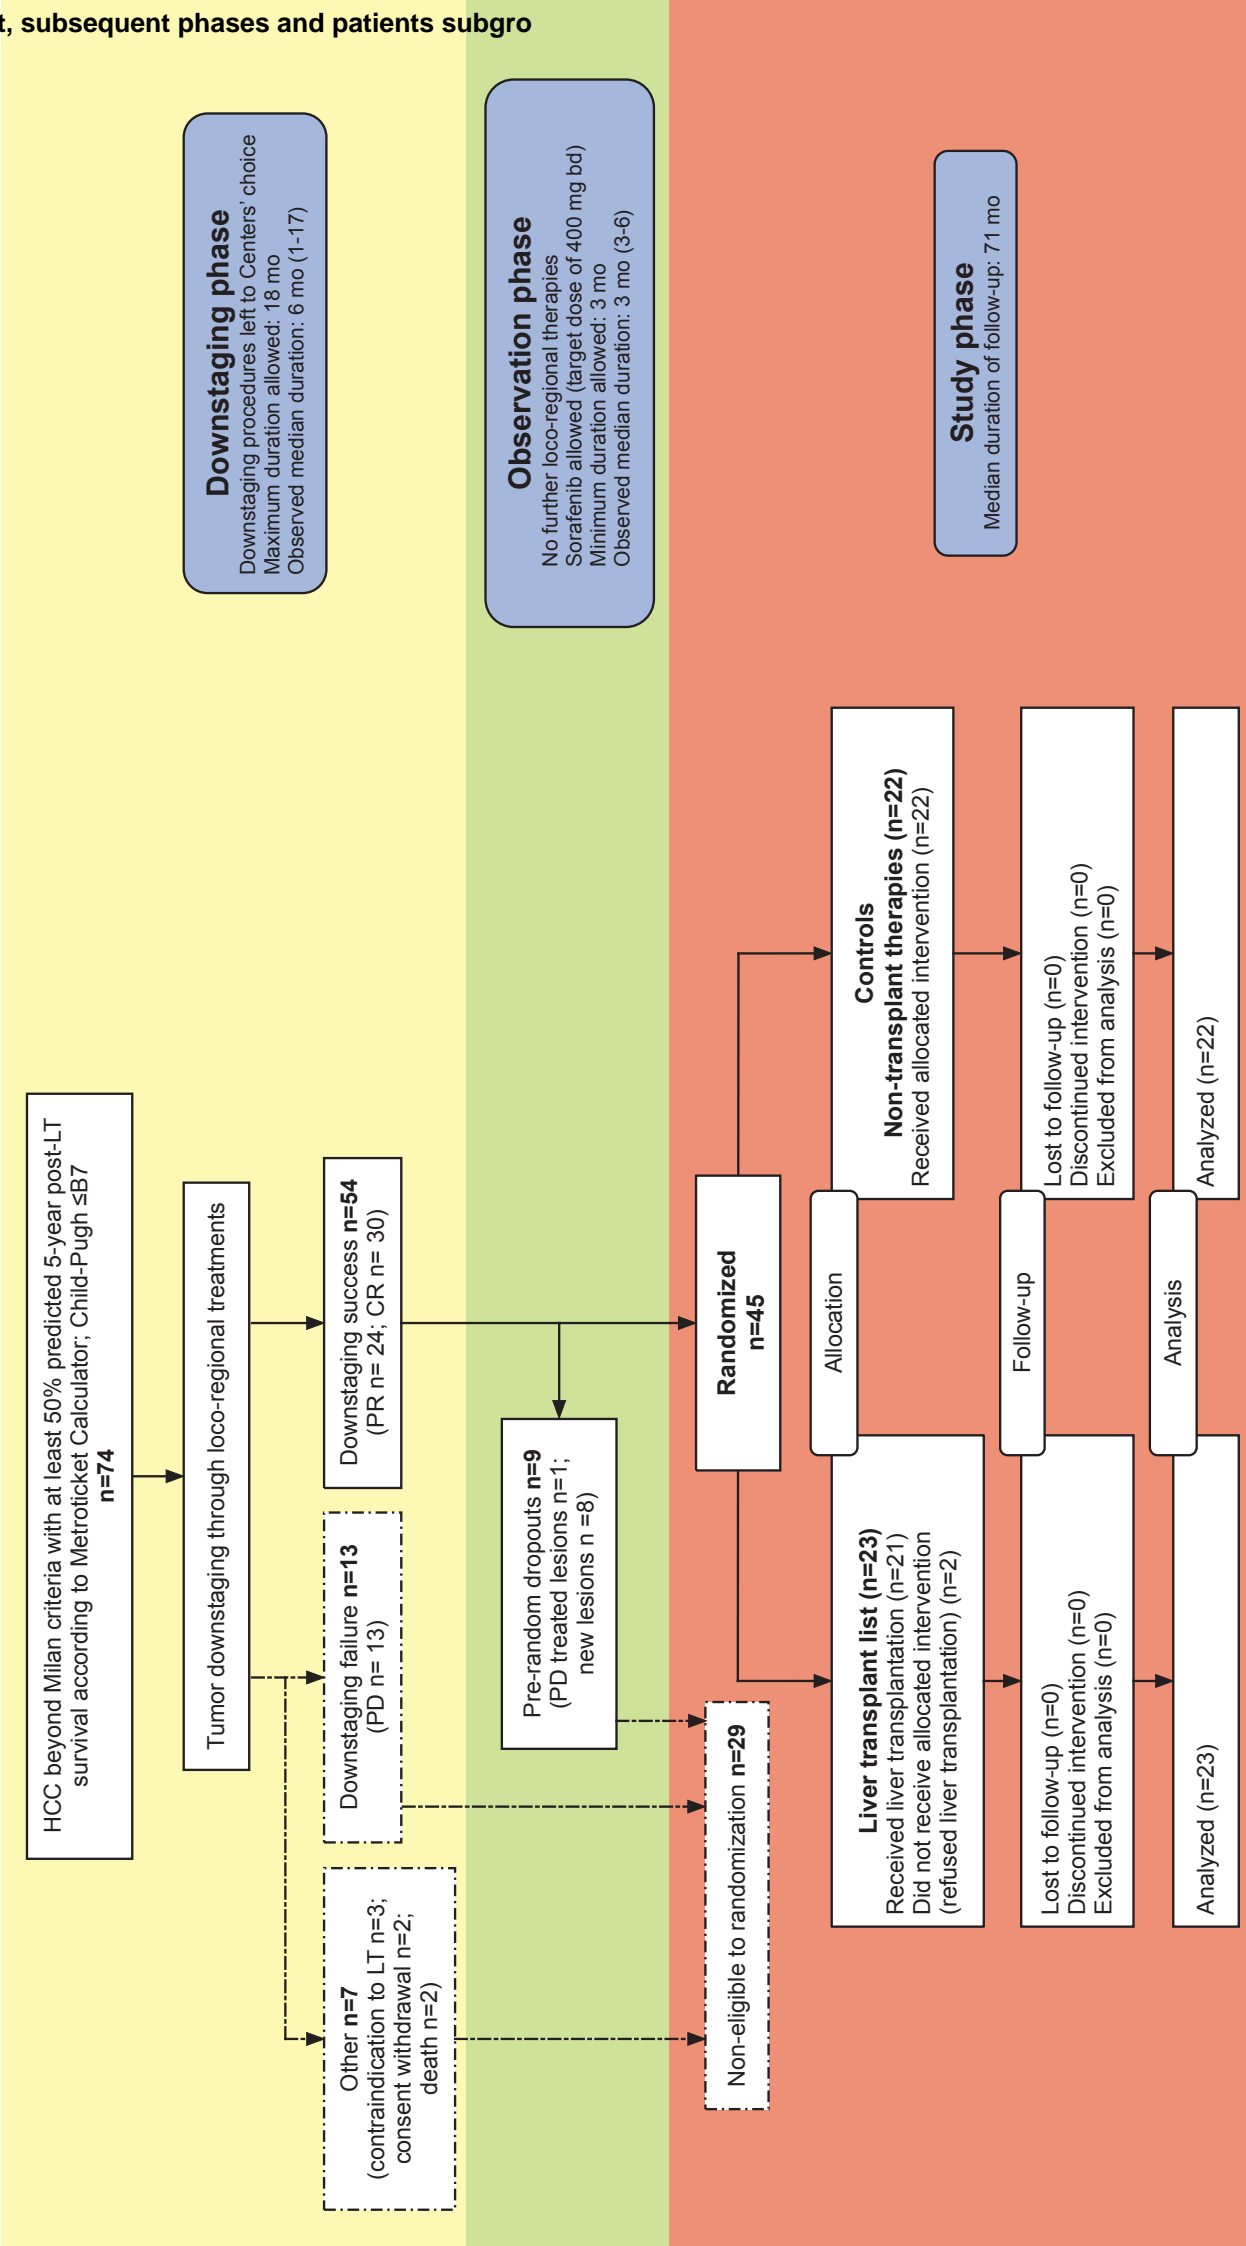 t, subsequent phases and patients subgro
HCC beyond Milan criteria with at least 50% predicted 5-year post-LT
survival according to Metroticket Calculator; Child-Pugh ≤B7
n=74
Tumor downstaging through loco-regional treatments
Downstaging phase
Downstaging procedures left to Centers' choice
Maximum duration allowed: 18 mo
Observed median duration: 6 mo (1-17)
Other n=7
(contraindication to LT n=3;
consent withdrawal n=2;
death n=2)
Downstaging failure n=13
(PD n= 13)
Downstaging success n=54
(PR n= 24; CR n= 30)
Pre-random dropouts n=9
(PD treated lesions n=1;
new lesions n =8)
Observation phase
No further loco-regional therapies
Sorafenib allowed (target dose of 400 mg bd)
Minimum duration allowed: 3 mo
Observed median duration: 3 mo (3-6)
Non-eligible to randomization n=29
Randomized
n=45
Study phase
Median duration of follow-up: 71 mo
Allocation
Liver transplant list (n=23)
Received liver transplantation (n=21)
Did not receive allocated intervention
(refused liver transplantation) (n=2)
Controls
Non-transplant therapies (n=22)
Received allocated intervention (n=22)
Follow-up
Lost to follow-up (n=0)
Discontinued intervention (n=0)
Excluded from analysis (n=0)
Lost to follow-up (n=0)
Discontinued intervention (n=0)
Excluded from analysis (n=0)
Analysis
Analyzed (n=23)
Analyzed (n=22)